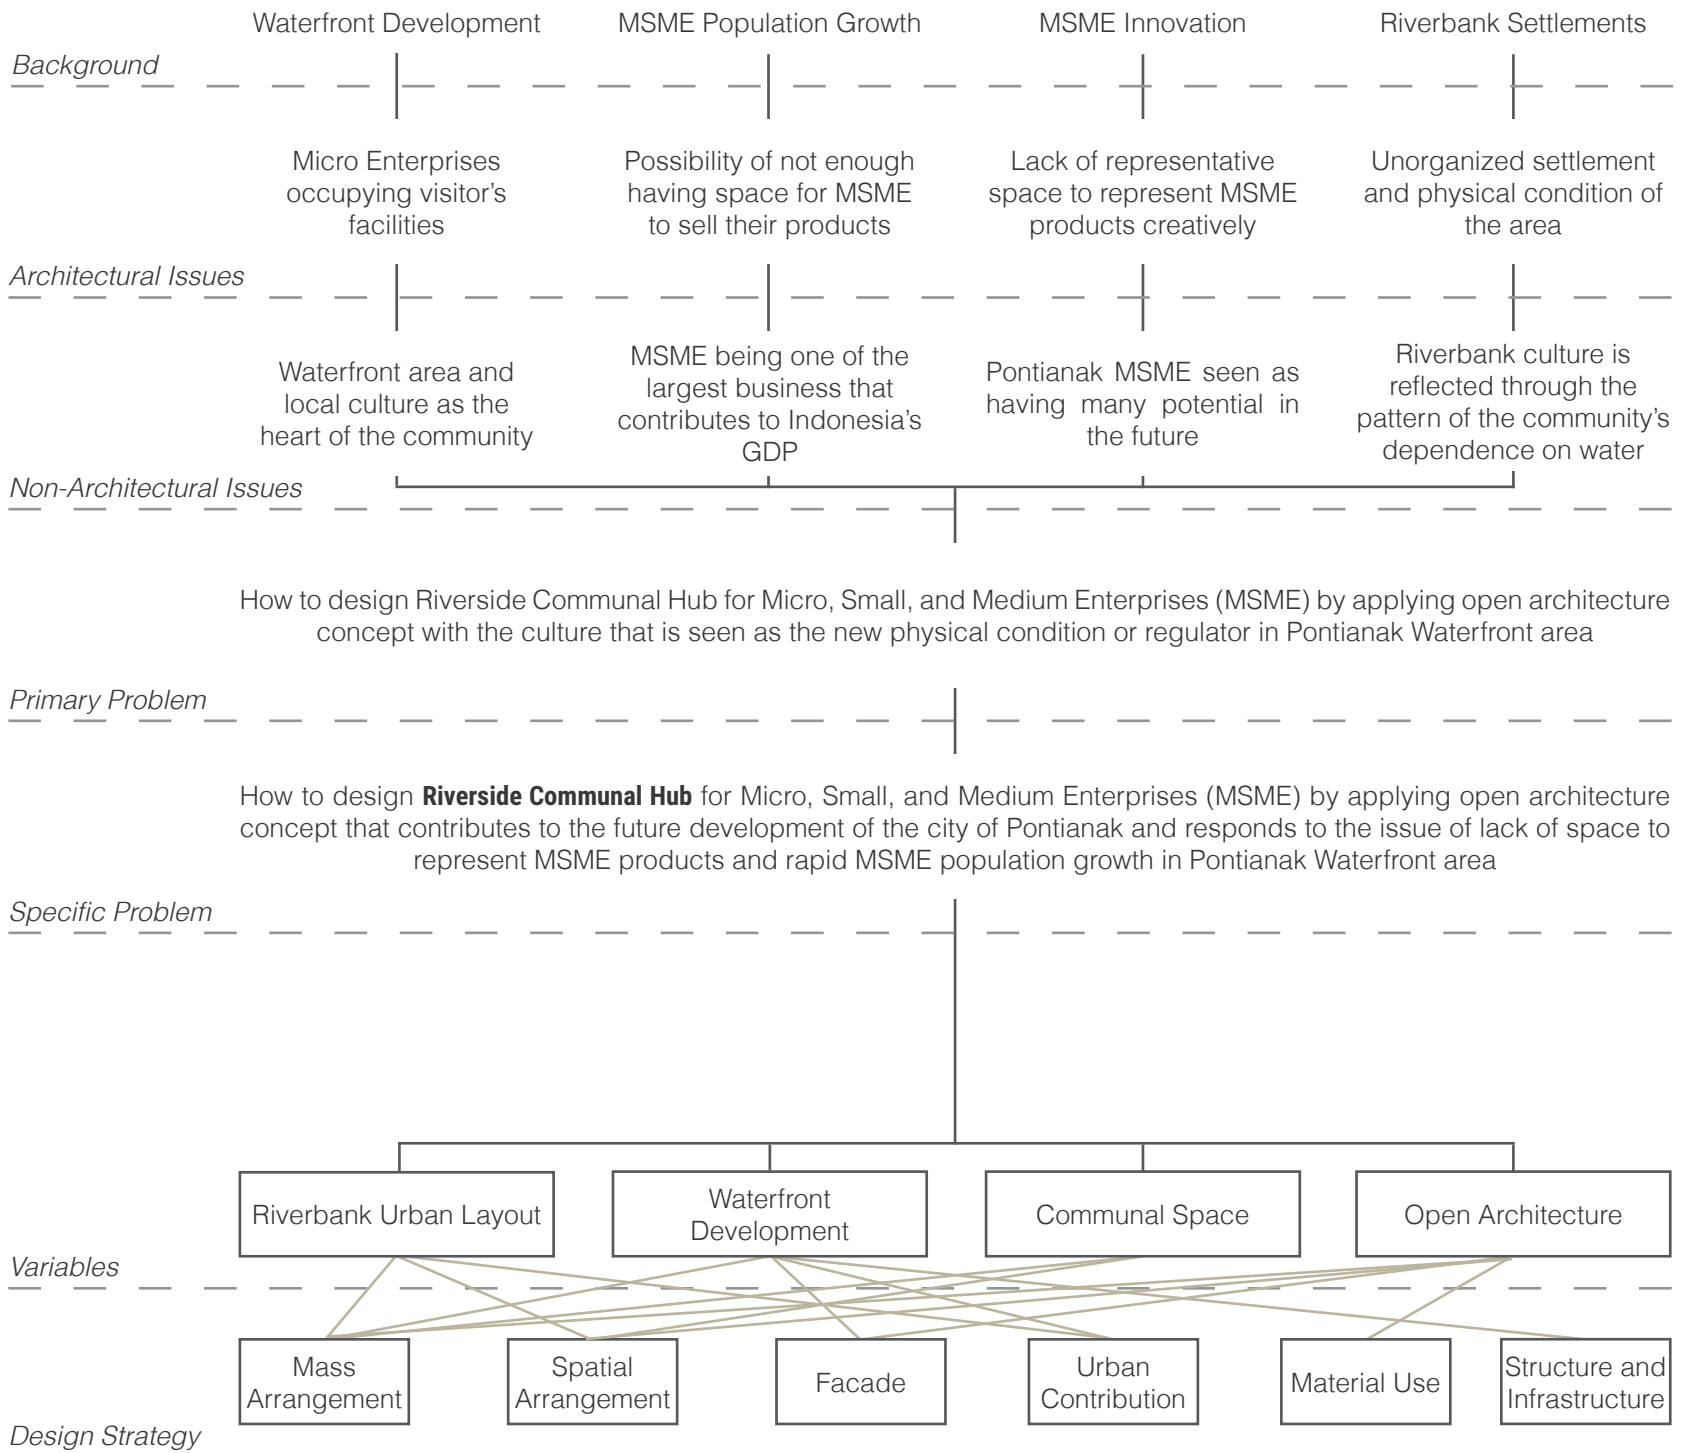 Waterfront Development
MSME Population Growth
MSME Innovation
Riverbank Settlements
Background
Micro Enterprises
occupying visitor’s
facilities
Possibility of not enough
having space for MSME
to sell their products
Lack of representative
space to represent MSME
products creatively
Unorganized settlement
and physical condition of
the area
Architectural Issues
Waterfront area and
local culture as the
heart of the community
MSME being one of the
largest business that
contributes to Indonesia’s
GDP
Pontianak MSME seen as
having many potential in
the future
Riverbank culture is
reflected through the
pattern of the community’s
dependence on water
Non-Architectural Issues
How to design Riverside Communal Hub for Micro, Small, and Medium Enterprises (MSME) by applying open architecture
concept with the culture that is seen as the new physical condition or regulator in Pontianak Waterfront area
Primary Problem
How to design Riverside Communal Hub for Micro, Small, and Medium Enterprises (MSME) by applying open architecture
concept that contributes to the future development of the city of Pontianak and responds to the issue of lack of space to
represent MSME products and rapid MSME population growth in Pontianak Waterfront area
Specific Problem
Riverbank Urban Layout
Waterfront
Development
Communal Space
Open Architecture
Variables
Mass
Arrangement
Spatial
Arrangement
Facade
Urban
Contribution
Material Use
Structure and
Infrastructure
Design Strategy